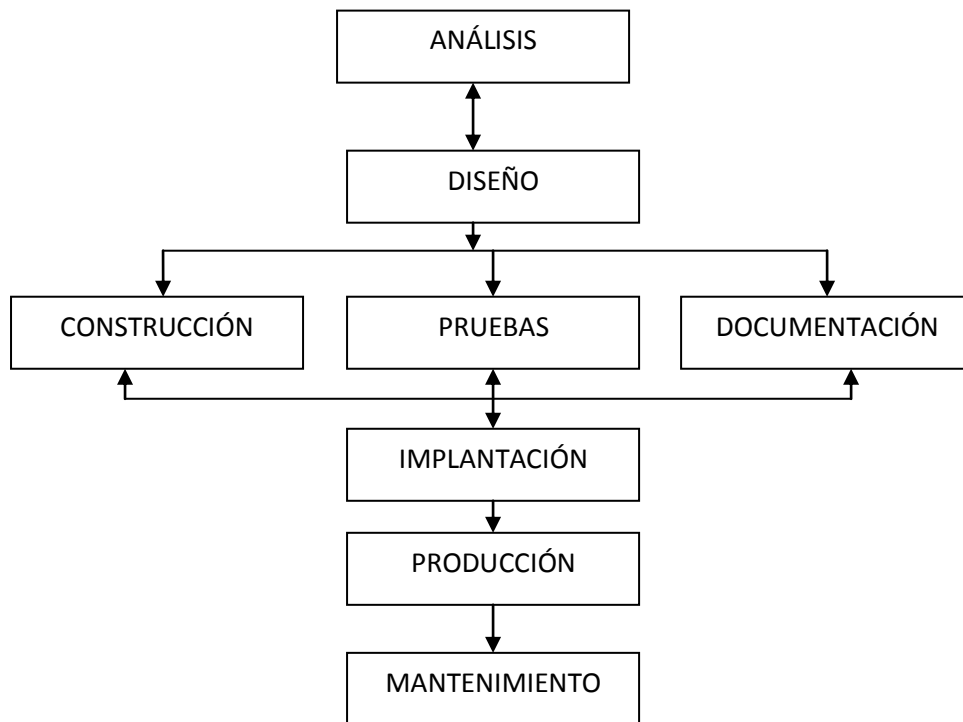 ANÁLISIS
DISEÑO
CONSTRUCCIÓN
PRUEBAS
DOCUMENTACIÓN
IMPLANTACIÓN
PRODUCCIÓN
MANTENIMIENTO